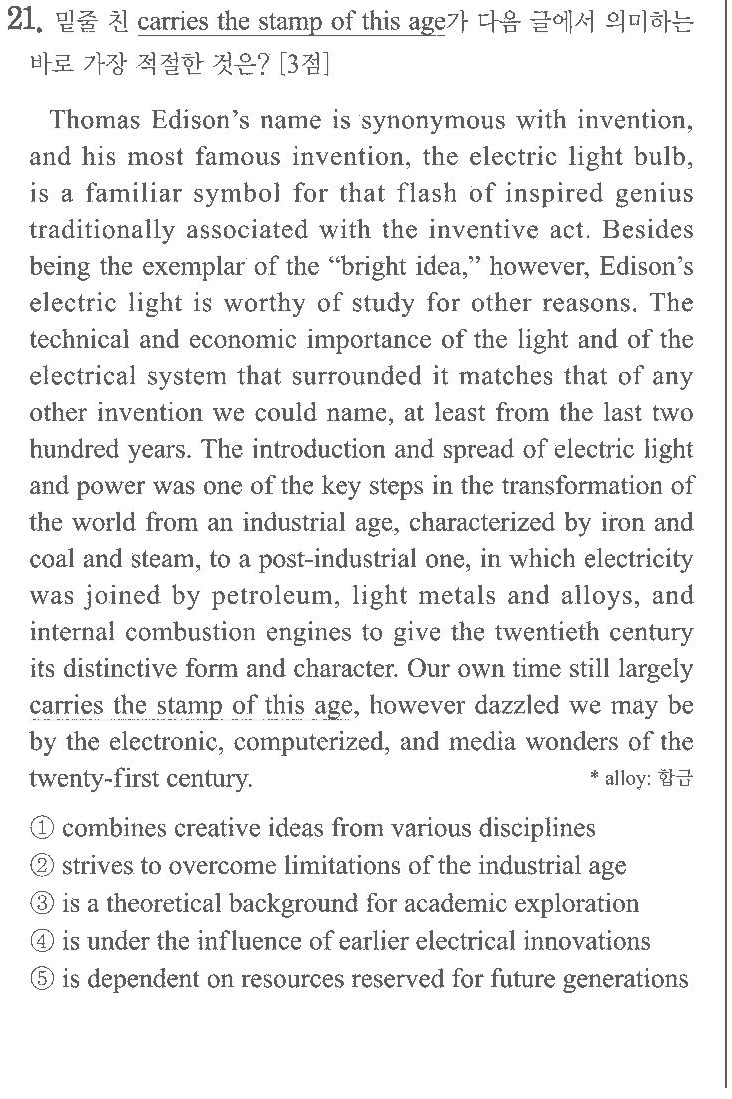 21. 밑줄 친 carries the stamp of this age가 다음 글에서 의미하는
바로 가장 적절한 것은? [3점]
Thomas Edison's name is synonymous with invention,
and his most famous invention, the electric light bulb,
is a familiar symbol for that flash of inspired genius
traditionally associated with the inventive act. Besides
being the exemplar of the “bright idea,” however, Edison's
electric light is worthy of study for other reasons. The
technical and economic importance of the light and of the
electrical system that surrounded it matches that of any
other invention we could name, at least from the last two
hundred years. The introduction and spread of electric light
and power was one of the key steps in the transformation of
the world from an industrial age, characterized by iron and
coal and steam, to a post-industrial one, in which electricity
was joined by petroleum, light metals and alloys, and
internal combustion engines to give the twentieth century
its distinctive form and character. Our own time still largely
carries the stamp of this age, however dazzled we may be
by the electronic, computerized, and media wonders of the
twenty-first century. * alloy: 합금
① combines creative ideas from various disciplines
② strives to overcome limitations of the industrial age
③ is a theoretical background for academic exploration
④ is under the influence of earlier electrical innovations
⑤ is dependent on resources reserved for future generations